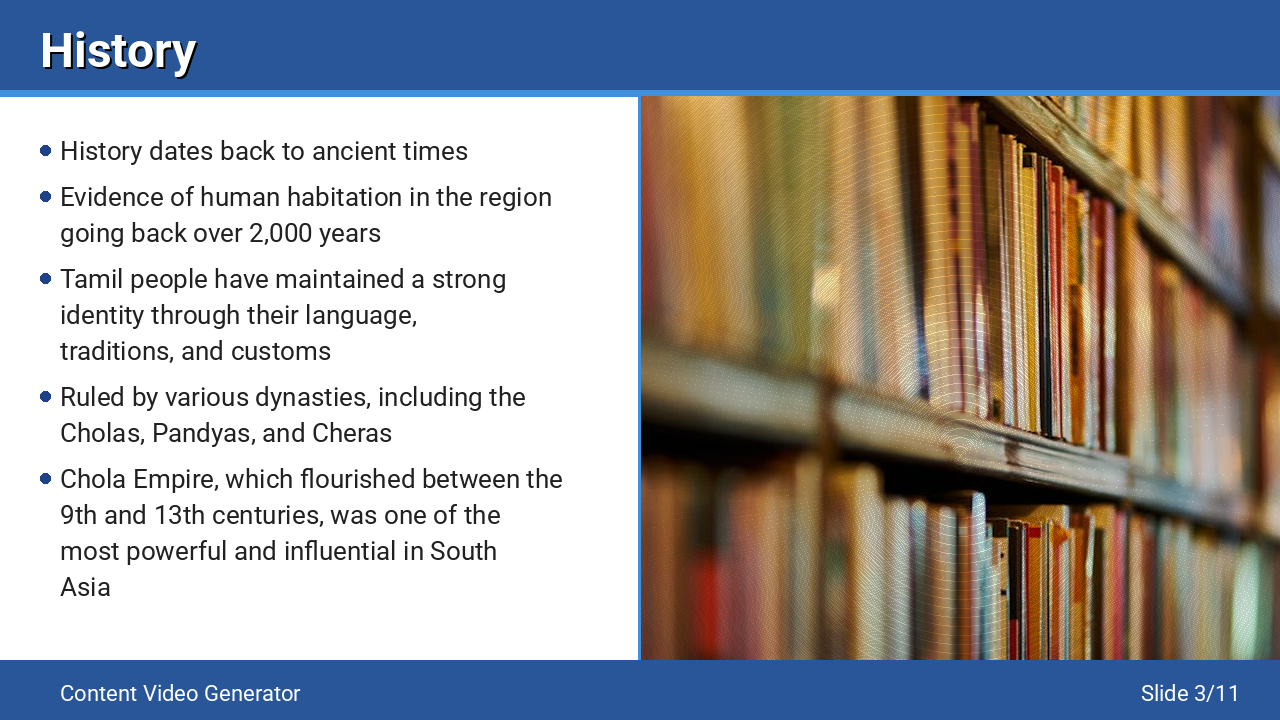 History
History dates back to ancient times
Evidence of human habitation in the region
going back over 2,000 years
Tamil people have maintained a strong
identity through their language,
traditions, and customs
Ruled by various dynasties, including the
Cholas, Pandyas, and Cheras
Chola Empire, which flourished between the
9th and 13th centuries, was one of the
most powerful and influential in South
Asia
Content Video Generator
Slide 3/11